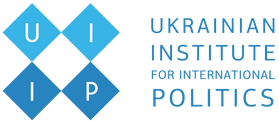 U I
I P
UKRAINIAN
INSTITUTE
FOR INTERNATIONAL
POLITICS